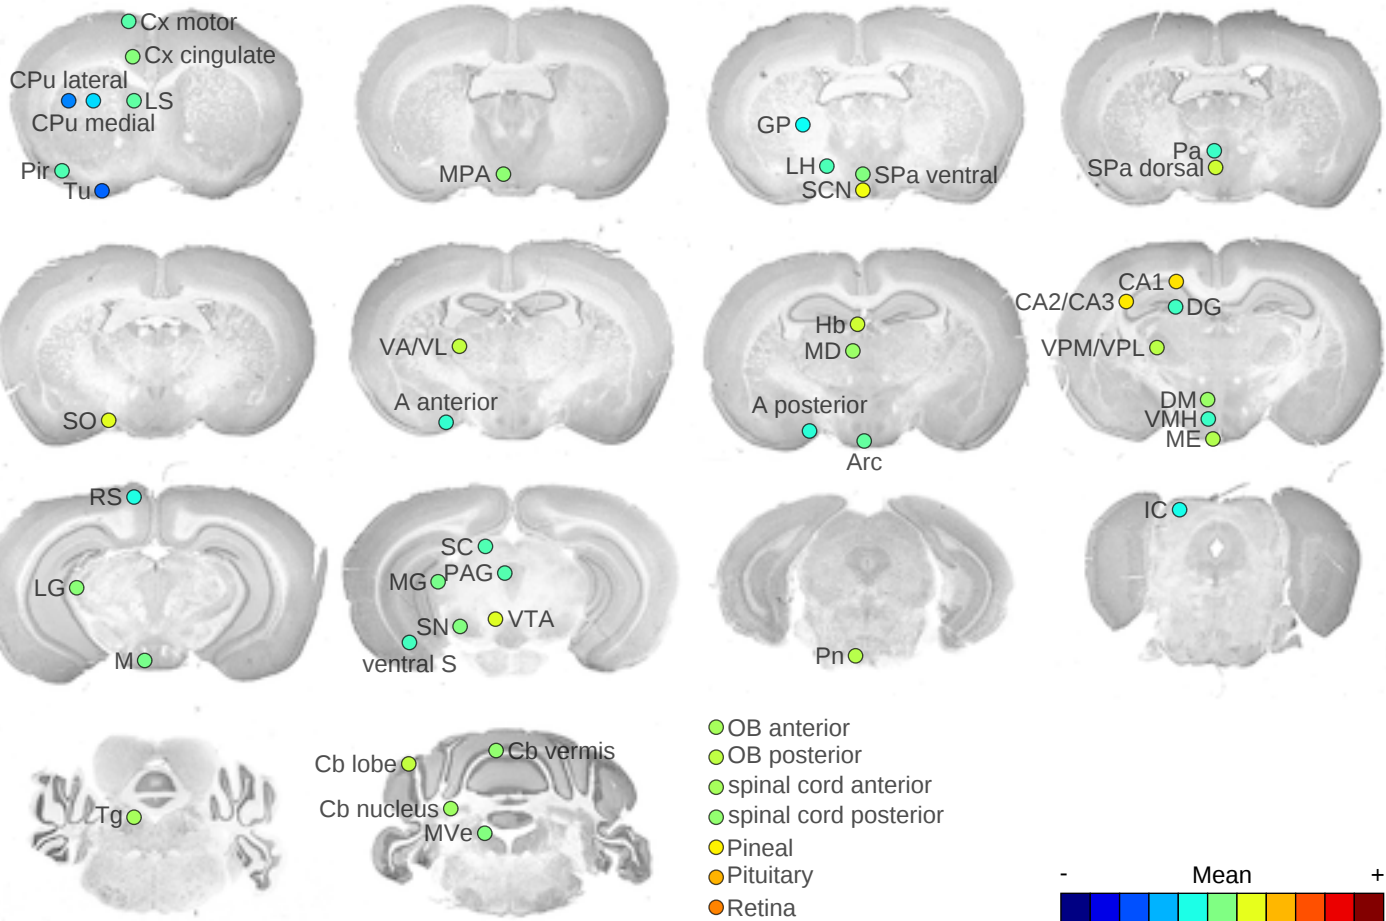 Cx motor
Cx cingulate
CPu lateral
LS
CPu medial
Pir
Tu
MPA
GP
LH
SPa ventral
SCN
Pa
SPa dorsal
SO
VA/VL
A anterior
Hb
MD
A posterior
Arc
CA1
CA2/CA3
DG
VPM/VPL
DM
VMH
ME
RS
LG
M
SC
MG
PAG
SN
VTA
ventral S
Pn
IC
Tg
Cb lobe
Cb vermis
Cb nucleus
MVe
OB anterior
OB posterior
spinal cord anterior
spinal cord posterior
Pineal
Pituitary
Retina
- Mean +